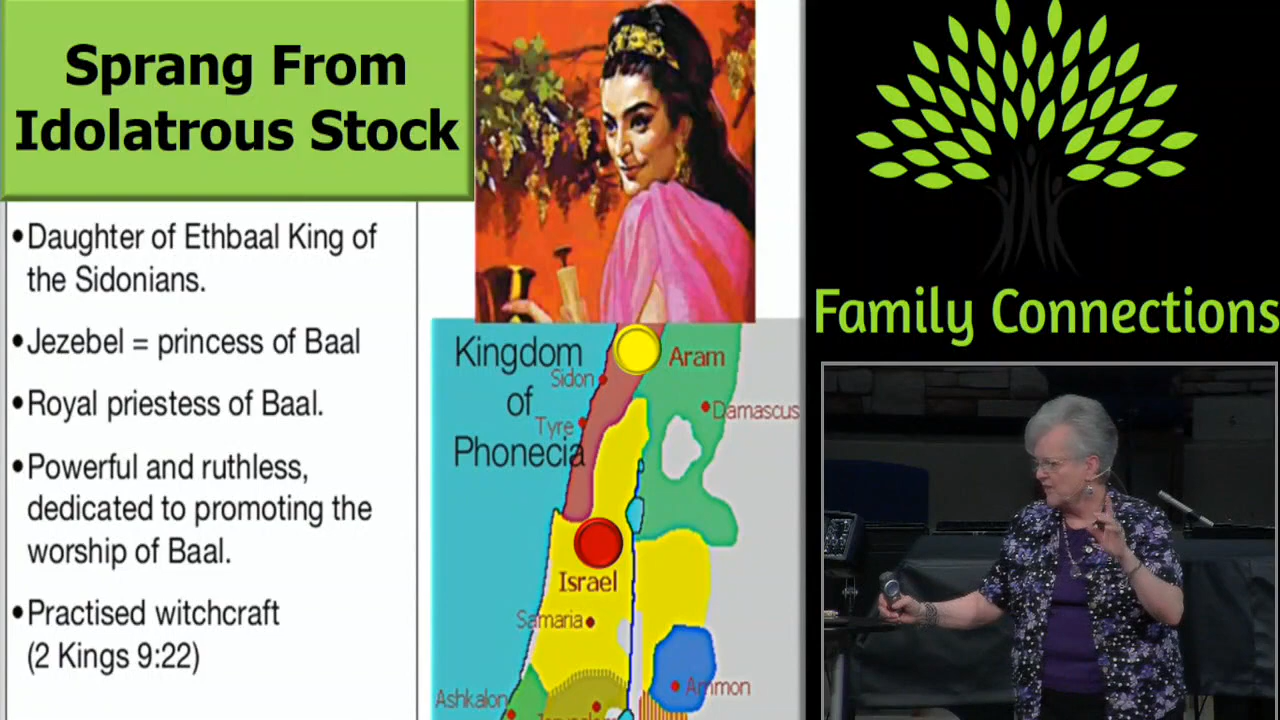 Sprang From
Idolatrous Stock
•Daughter of Ethbaal King of
the Sidonians.
•Jezebel = princess of Baal
•Royal priestess of Baal.
•Powerful and ruthless,
dedicated to promoting the
worship of Baal.
•Practised witchcraft
(2 Kings 9:22)
Kingdom
of
Phonecia
Aram
Sidon
Tyre
Damascus
Israel
Samaria
Ashkalon
Ammon
Family Connections